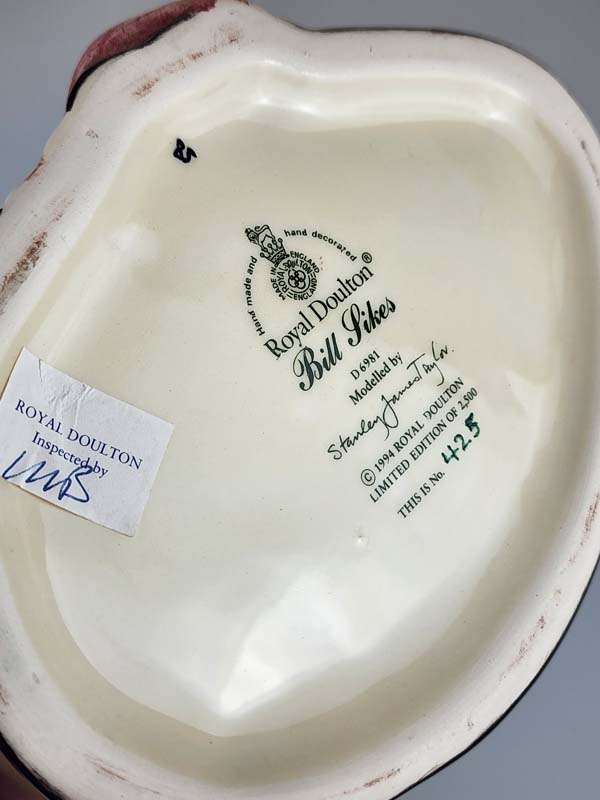 Hand made and hand decorated
MADE IN ENGLAND
ROYAL DOULTON
ENGLAND
Royal Doulton®
Bill Sikes
D 6981
Modelled by
Stanley James Taylor.
© 1994 ROYAL DOULTON
LIMITED EDITION OF 2,500
THIS IS No. 425
ROYAL DOULTON
Inspected by